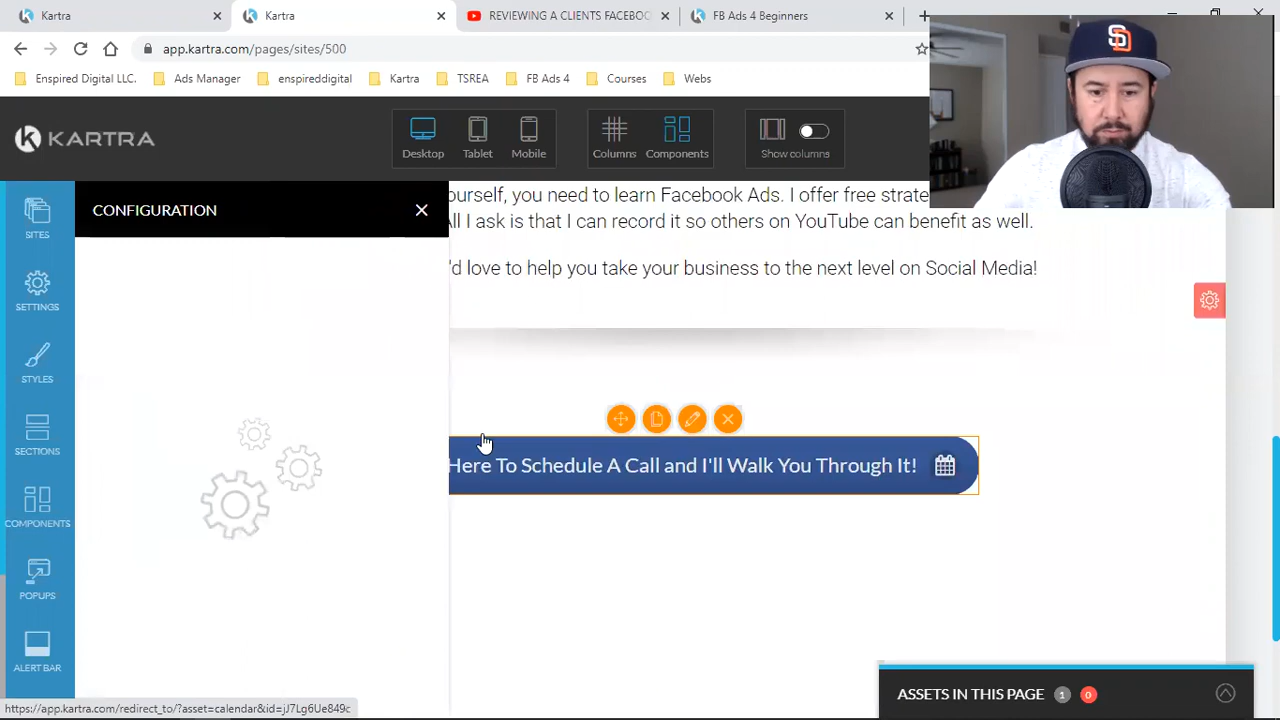 Kartra
Kartra
REVIEWING A CLIENTS FACEBOO
FB Ads 4 Beginners
app.kartra.com/pages/sites/500
Enspired Digital LLC.
Ads Manager
enspireddigital
Kartra
TSREA
FB Ads 4
Courses
Webs
KARTRA
Desktop
Tablet
Mobile
Columns
Components
Show columns
CONFIGURATION
SITES
SETTINGS
STYLES
SECTIONS
COMPONENTS
POPUPS
ALERT BAR
ourself, you need to learn Facebook Ads. I offer free strate
All I ask is that I can record it so others on YouTube can benefit as well.
'd love to help you take your business to the next level on Social Media!
Here To Schedule A Call and I'll Walk You Through It!
ASSETS IN THIS PAGE 1 0
https://app.kartra.com/redirect_to/?asset=calendar&id=jJ7Lg6Ue849c
SD